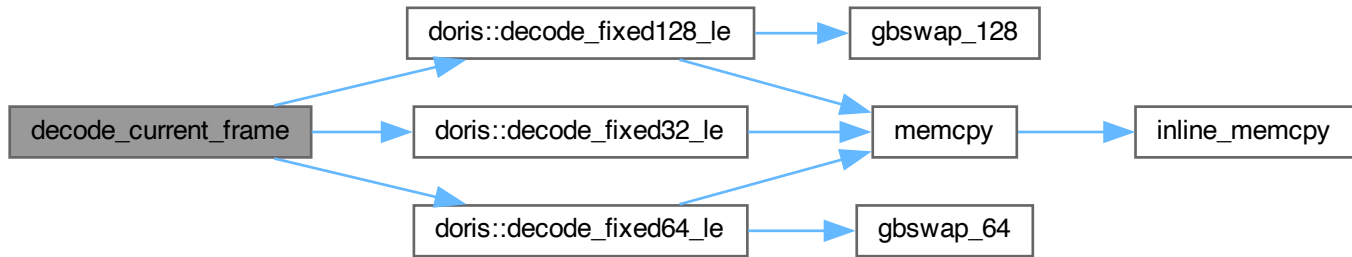 doris::decode_fixed128_le
gbswap_128
decode_current_frame
doris::decode_fixed32_le
memcpy
inline_memcpy
doris::decode_fixed64_le
gbswap_64